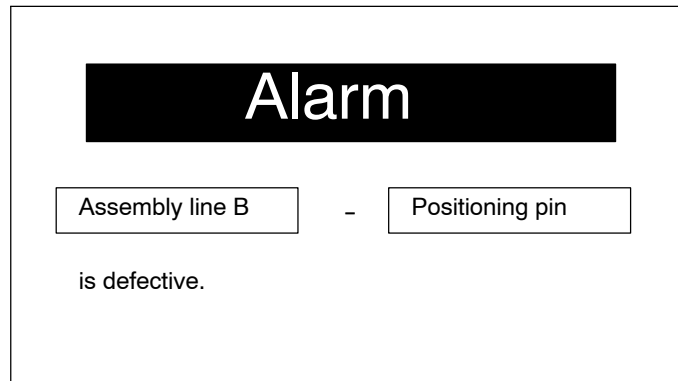 Alarm
Assembly line B - Positioning pin
is defective.